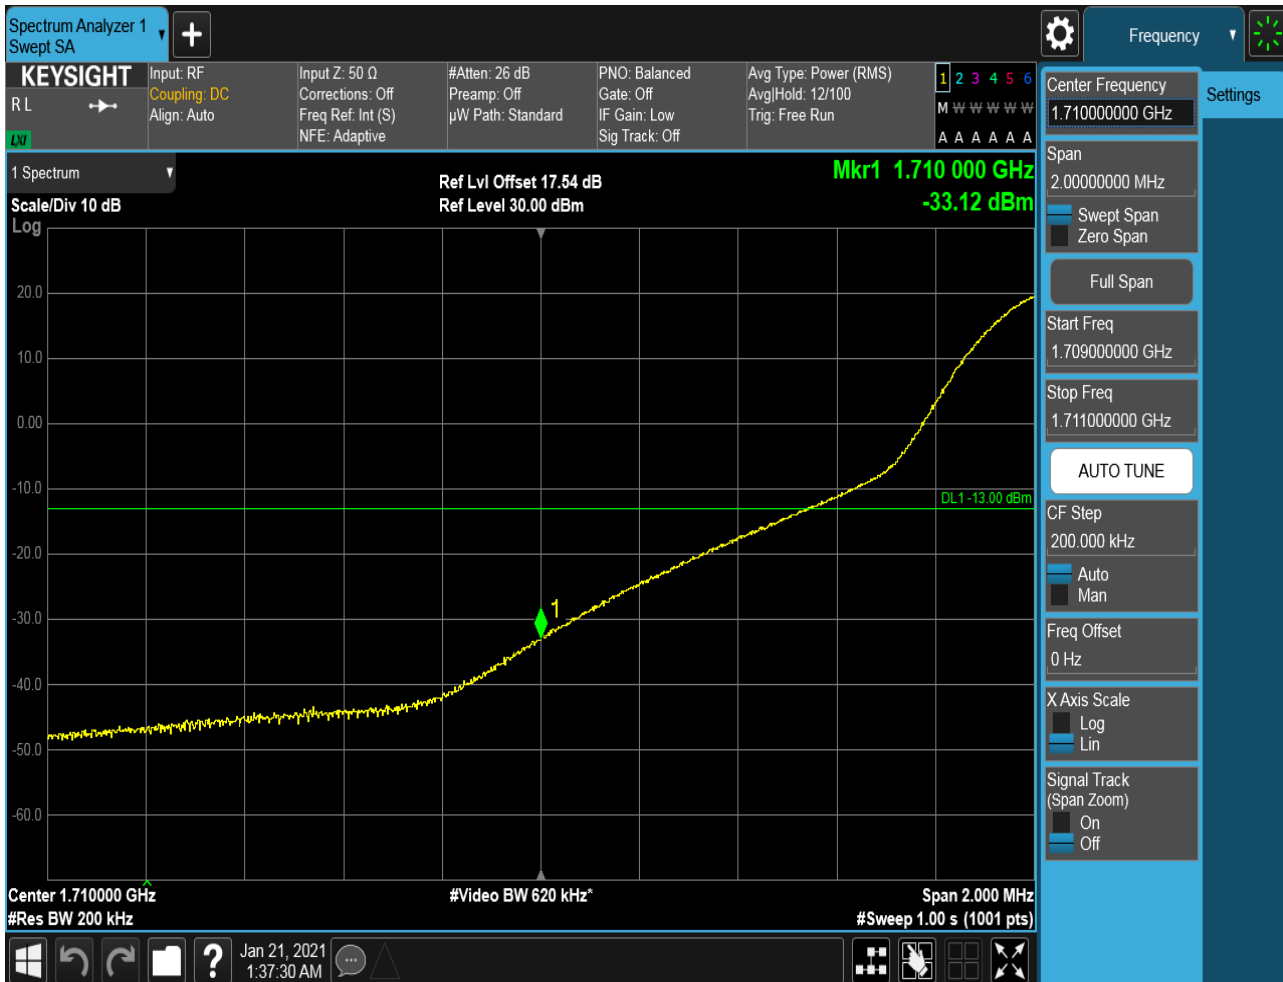 Spectrum Analyzer 1
Swept SA
Frequency
KEYSIGHT
R L
LXI
Input: RF
Coupling: DC
Align: Auto
Input Z: 50 Ω
Corrections: Off
Freq Ref: Int (S)
NFE: Adaptive
#Atten: 26 dB
Preamp: Off
µW Path: Standard
PNO: Balanced
Gate: Off
IF Gain: Low
Sig Track: Off
Avg Type: Power (RMS)
Avg|Hold: 12/100
Trig: Free Run
1 2 3 4 5 6
M W W W W W
A A A A A A
1 Spectrum
Scale/Div 10 dB
Log
Ref Lvl Offset 17.54 dB
Ref Level 30.00 dBm
Mkr1 1.710 000 GHz
-33.12 dBm
20.0
10.0
0.00
-10.0
-20.0
-30.0
-40.0
-50.0
-60.0
DL1 -13.00 dBm
1
Center 1.710000 GHz
#Res BW 200 kHz
#Video BW 620 kHz*
Span 2.000 MHz
#Sweep 1.00 s (1001 pts)
Center Frequency
1.710000000 GHz
Span
2.00000000 MHz
Swept Span
Zero Span
Full Span
Start Freq
1.709000000 GHz
Stop Freq
1.711000000 GHz
AUTO TUNE
CF Step
200.000 kHz
Auto
Man
Freq Offset
0 Hz
X Axis Scale
Log
Lin
Signal Track
(Span Zoom)
On
Off
Settings
?
Jan 21, 2021
1:37:30 AM